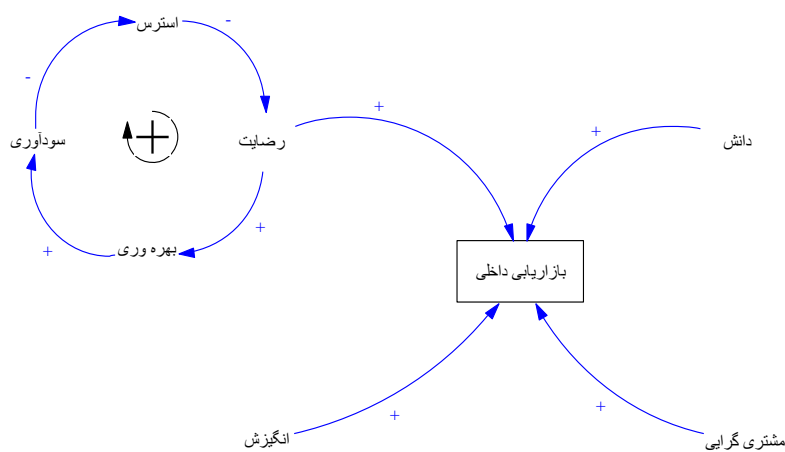 استرس
-
-
+
سودآوری
+
رضایت
+
دانش
+
بهره وری
+
بازاریابی داخلی
+
+
انگیزش
مشتری گرایی